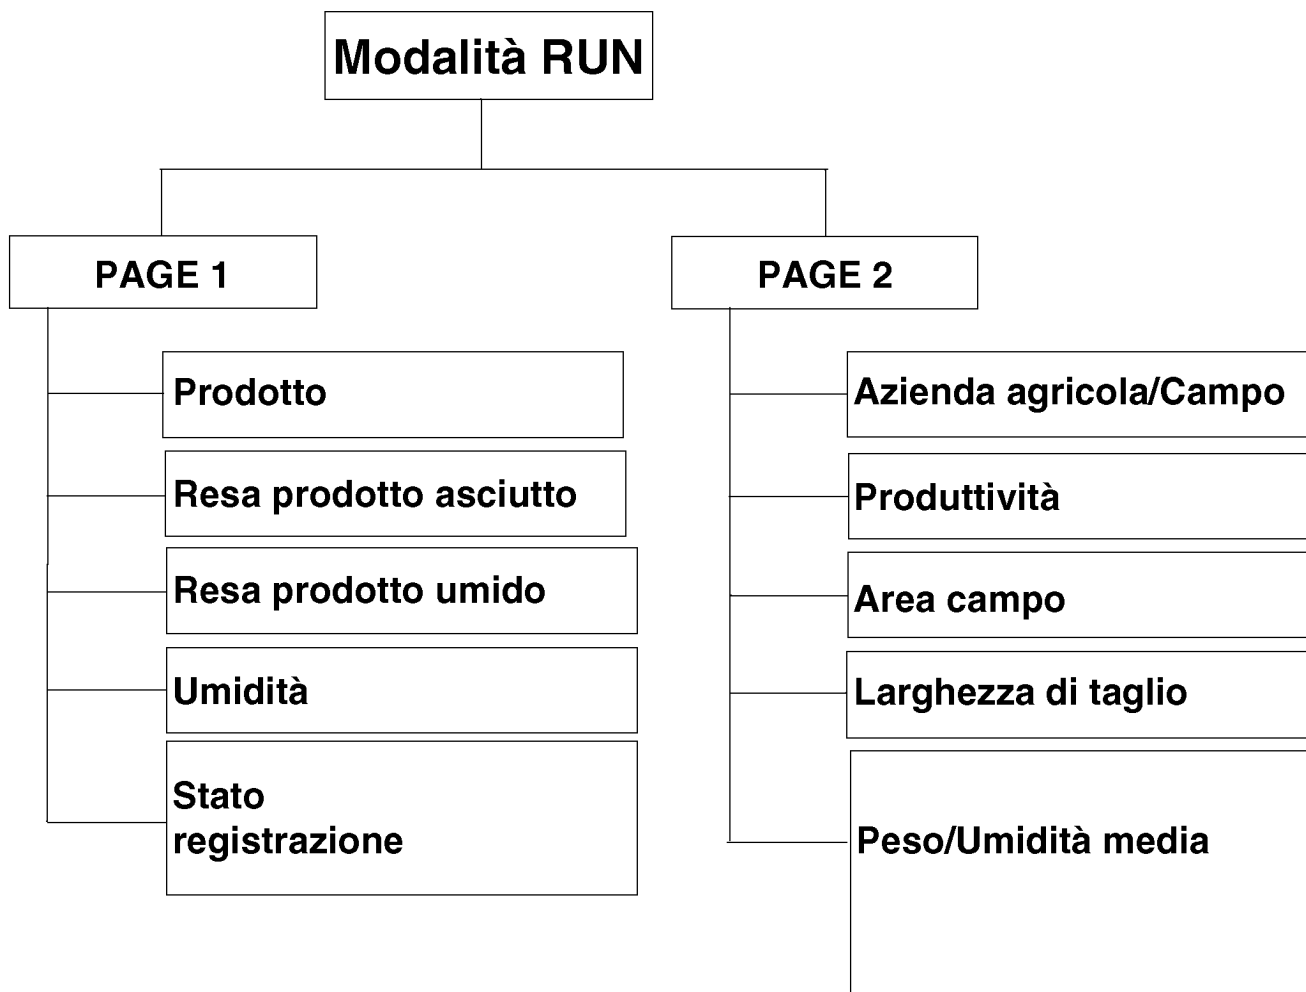 Modalità RUN
PAGE 1
Prodotto
Resa prodotto asciutto
Resa prodotto umido
Umidità
Stato
registrazione
PAGE 2
Azienda agricola/Campo
Produttività
Area campo
Larghezza di taglio
Peso/Umidità media